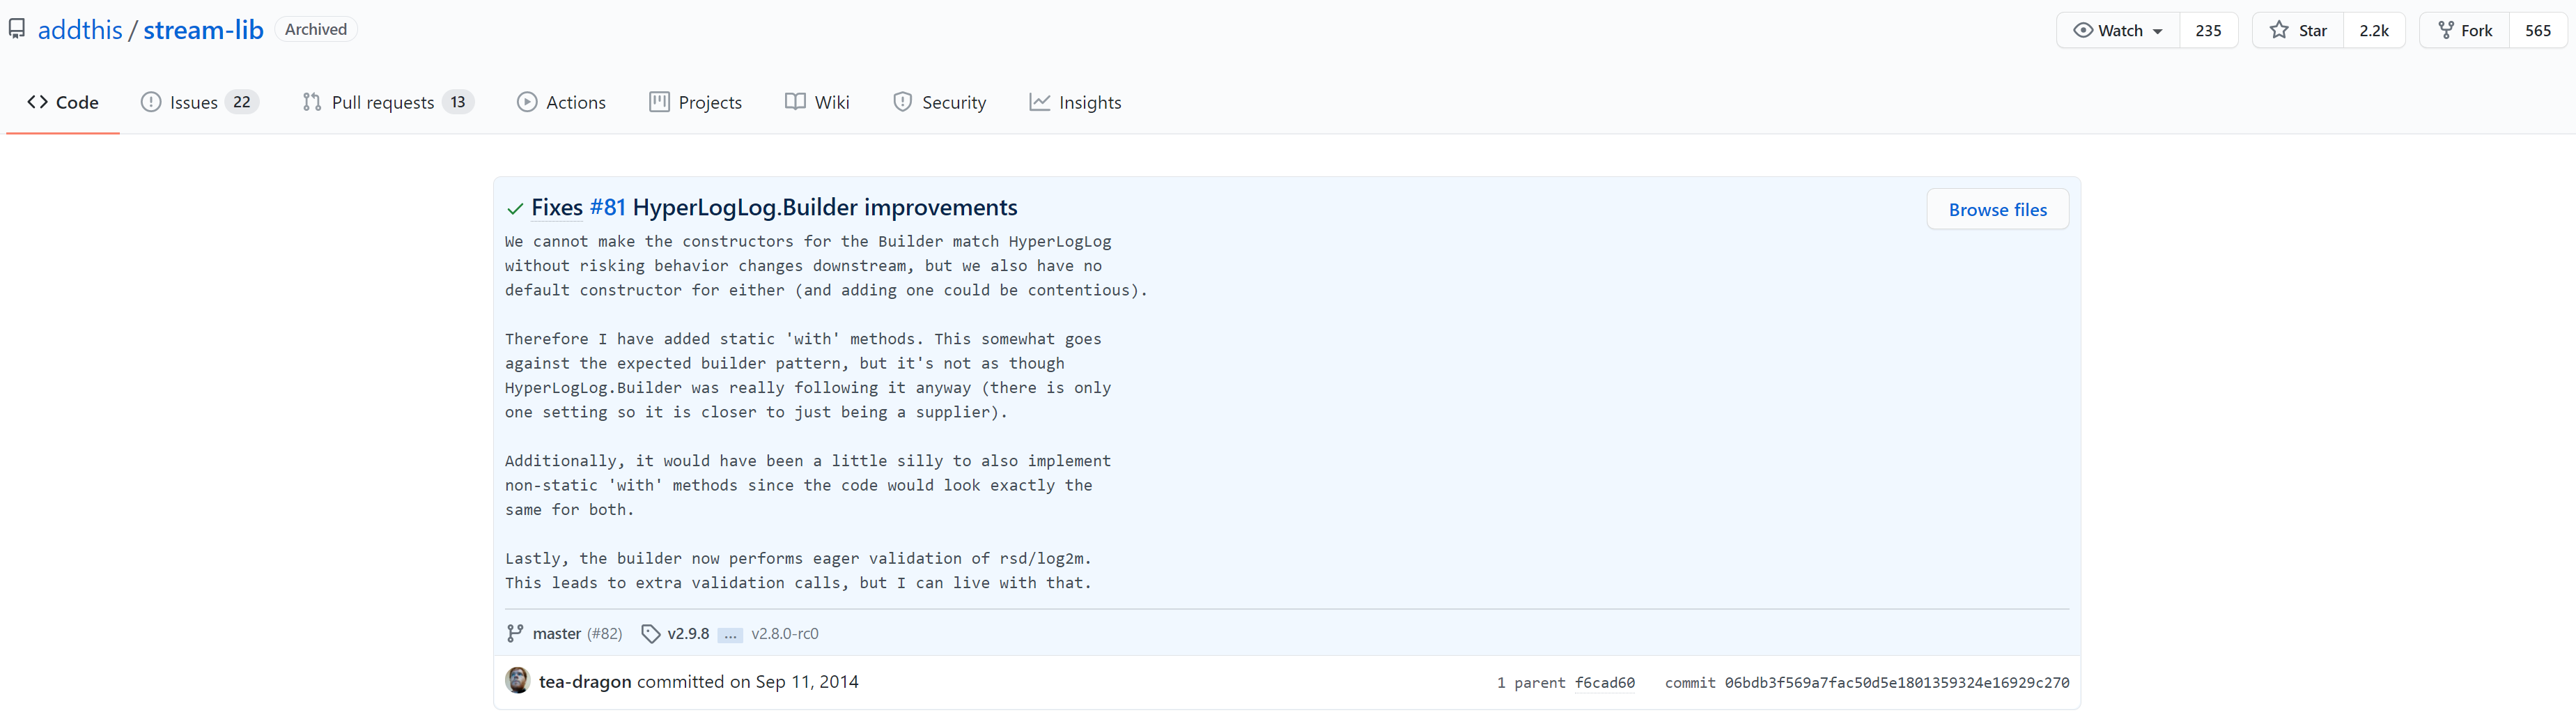 addthis / stream-lib Archived Watch 235 Star 2.2k Fork 565
Code Issues 22 Pull requests 13 Actions Projects Wiki Security Insights
Fixes #81 HyperLogLog.Builder improvements Browse files
We cannot make the constructors for the Builder match HyperLogLog
without risking behavior changes downstream, but we also have no
default constructor for either (and adding one could be contentious).
Therefore I have added static 'with' methods. This somewhat goes
against the expected builder pattern, but it's not as though
HyperLogLog.Builder was really following it anyway (there is only
one setting so it is closer to just being a supplier).
Additionally, it would have been a little silly to also implement
non-static 'with' methods since the code would look exactly the
same for both.
Lastly, the builder now performs eager validation of rsd/log2m.
This leads to extra validation calls, but I can live with that.
master (#82) v2.9.8 ... v2.8.0-rc0
tea-dragon committed on Sep 11, 2014 1 parent f6cad60 commit 06bdb3f569a7fac50d5e1801359324e16929c270